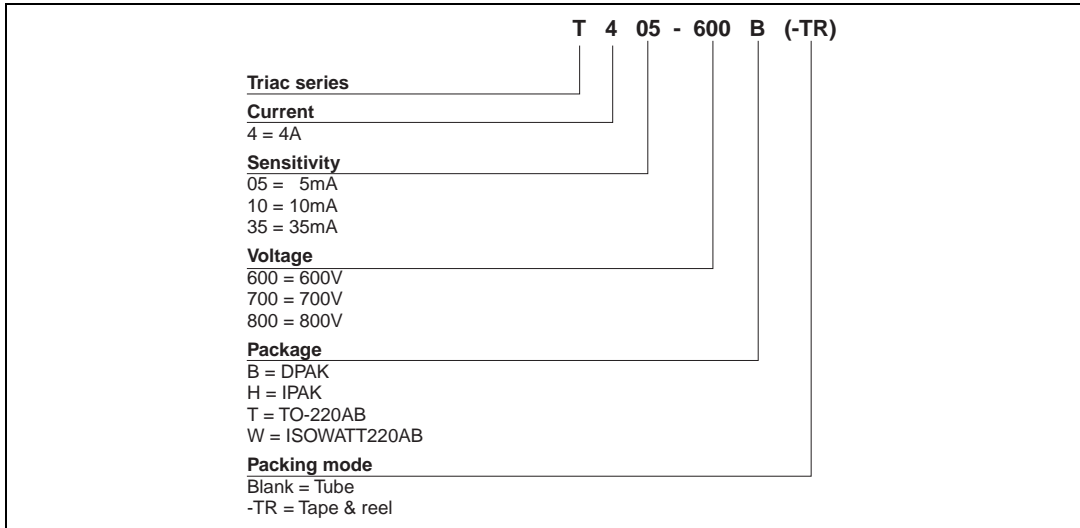 T 4 05 - 600 B (-TR)
Triac series
Current
4 = 4A
Sensitivity
05 = 5mA
10 = 10mA
35 = 35mA
Voltage
600 = 600V
700 = 700V
800 = 800V
Package
B = DPAK
H = IPAK
T = TO-220AB
W = ISOWATT220AB
Packing mode
Blank = Tube
-TR = Tape & reel